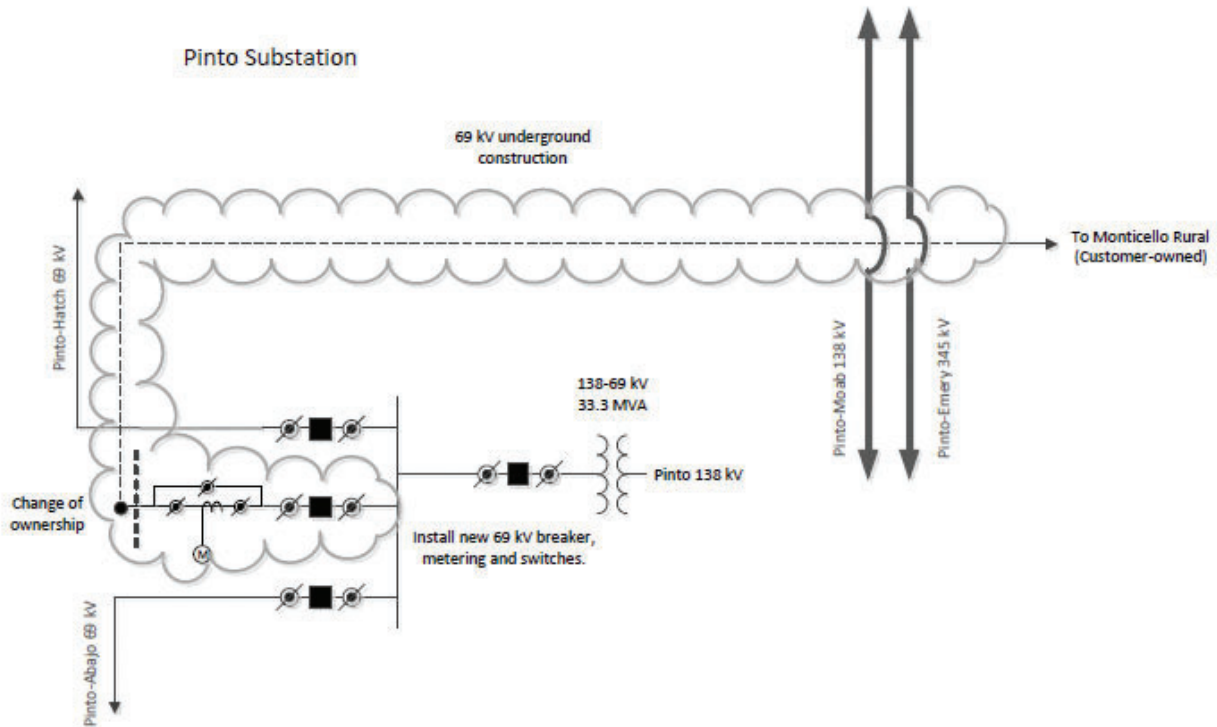 Pinto Substation
69 kV underground
construction
Pinto-Hatch 69 kV
To Monticello Rural
(Customer-owned)
Pinto-Moab 138 kV
Pinto-Emery 345 kV
138-69 kV
33.3 MVA
Pinto 138 kV
Change of
ownership
M
Install new 69 kV breaker,
metering and switches.
Pinto-Abajo 69 kV